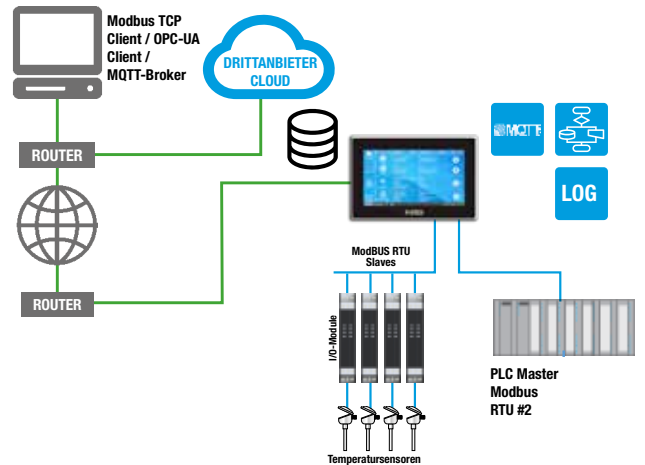 Modbus TCP
Client / OPC-UA
Client /
MQTT-Broker
DRITTANBIETER
CLOUD
ROUTER
MQTT
LOG
ROUTER
ModBUS RTU
Slaves
I/O-Module
PLC Master
Modbus
RTU #2
Temperatursensoren